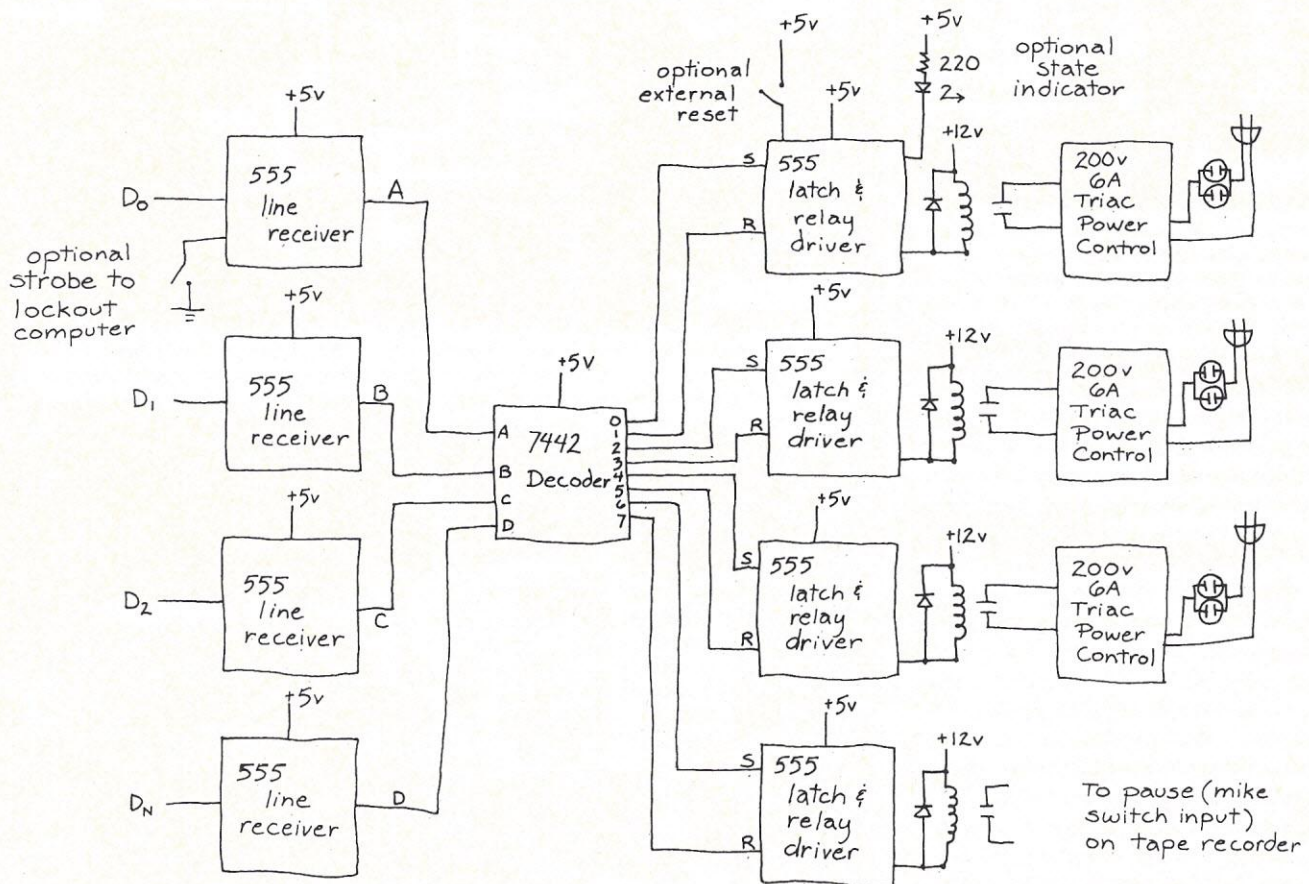 +5v
555
line
receiver
D0
A
optional
strobe to
lockout
computer
+5v
555
line
receiver
D1
B
+5v
555
line
receiver
D2
C
+5v
555
line
receiver
DN
D
+5v
7442
Decoder
A
B
C
D
0
1
2
3
4
5
6
7
+5v
optional
external
reset
+5v
+5v
220
optional
state
indicator
S
R
555
latch &
relay
driver
+12v
200v
6A
Triac
Power
Control
+5v
S
R
555
latch &
relay
driver
+12v
200v
6A
Triac
Power
Control
+5v
S
R
555
latch &
relay
driver
+12v
200v
6A
Triac
Power
Control
+5v
S
R
555
latch &
relay
driver
+12v
To pause (mike
switch input)
on tape recorder